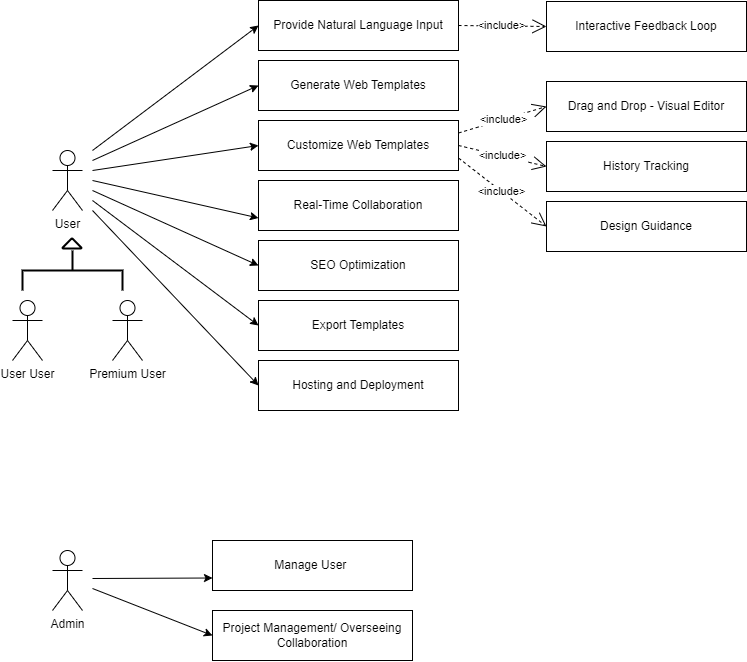 Provide Natural Language Input
<include>
Interactive Feedback Loop
Generate Web Templates
Customize Web Templates
<include>
<include>
<include>
Drag and Drop - Visual Editor
History Tracking
Design Guidance
Real-Time Collaboration
User
SEO Optimization
Export Templates
User User
Premium User
Hosting and Deployment
Manage User
Admin
Project Management/ Overseeing
Collaboration